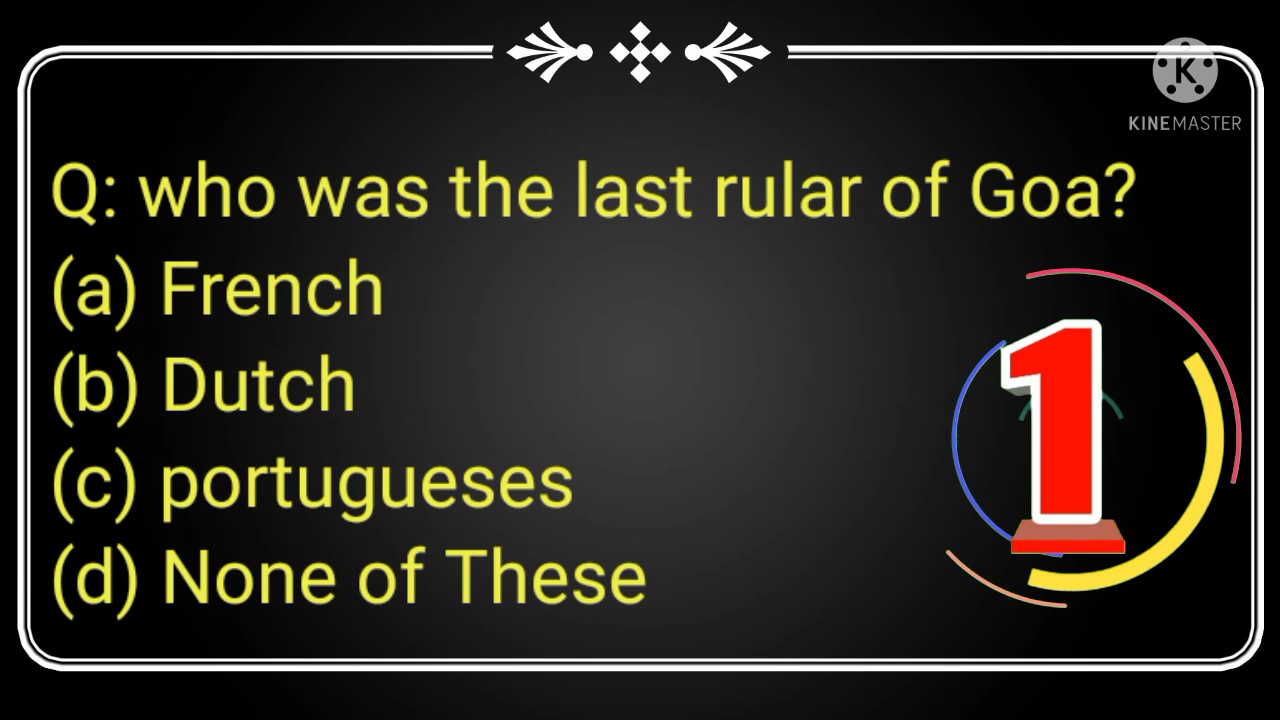 K
KINEMASTER
Q: who was the last rular of Goa?
(a) French
(b) Dutch
(c) portugueses
(d) None of These
1